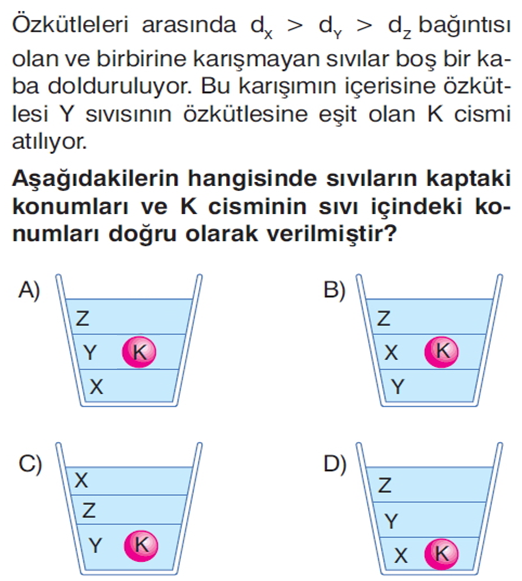 Özkütleleri arasında dX > dY > dZ bağıntısı
olan ve birbirine karışmayan sıvılar boş bir ka-
ba dolduruluyor. Bu karışımın içerisine özküt-
lesi Y sıvısının özkütlesine eşit olan K cismi
atılıyor.
Aşağıdakilerin hangisinde sıvıların kaptaki
konumları ve K cisminin sıvı içindeki ko-
numları doğru olarak verilmiştir?
A)
Z
Y K
X
B)
Z
X K
Y
C)
X
Z
Y K
D)
Z
Y
X K